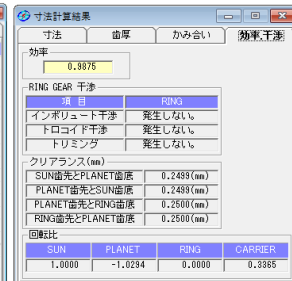 寸法計算結果
寸法 歯厚 かみ合い 効率,干渉
効率
0.9875
RING GEAR 干渉
項 目 RING
インボリュート干渉 発生しない。
トロコイド干渉 発生しない。
トリミング 発生しない。
クリアランス(mm)
SUN歯先とPLANET歯底 0.2499(mm)
PLANET歯先とSUN歯底 0.2499(mm)
PLANET歯先とRING歯底 0.2500(mm)
RING歯先とPLANET歯底 0.2500(mm)
回転比
SUN PLANET RING CARRIER
1.0000 -1.0294 0.0000 0.3365